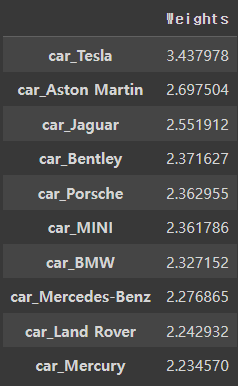 Weights
car_Tesla 3.437978
car_Aston Martin 2.697504
car_Jaguar 2.551912
car_Bentley 2.371627
car_Porsche 2.362955
car_MINI 2.361786
car_BMW 2.327152
car_Mercedes-Benz 2.276865
car_Land Rover 2.242932
car_Mercury 2.234570